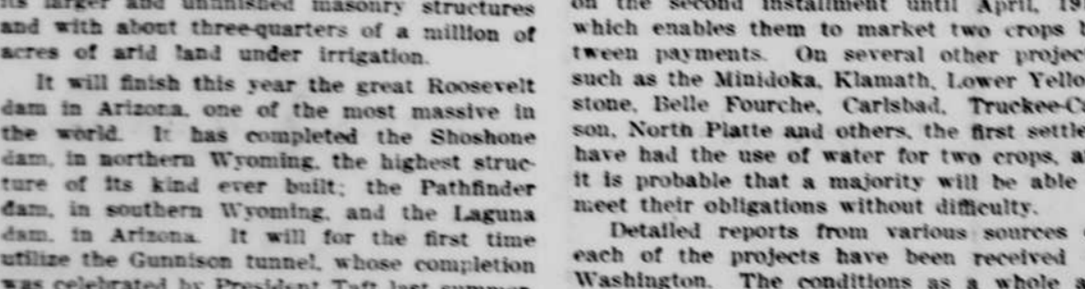 its larger and unfinished masonry structures
and with about three-quarters of a million of
acres of arid land under irrigation.
It will finish this year the great Roosevelt
dam in Arizona, one of the most massive in
the world. It has completed the Shoshone
dam, in northern Wyoming, the highest struc-
ture of its kind ever built; the Pathfinder
dam, in southern Wyoming, and the Laguna
dam, in Arizona. It will for the first time
utilize the Gunnison tunnel, whose completion
was celebrated by President Taft last summer,
on the second installment until April,
which enables them to market two crops
tween payments. On several other projec
such as the Minidoka, Klamath, Lower Yello
stone, Belle Fourche, Carlsbad, Truckee-C
son, North Platte and others, the first settle
have had the use of water for two crops, a
it is probable that a majority will be able
meet their obligations without difficulty.
Detailed reports from various sources
each of the projects have been received
Washington. The conditions as a whole a